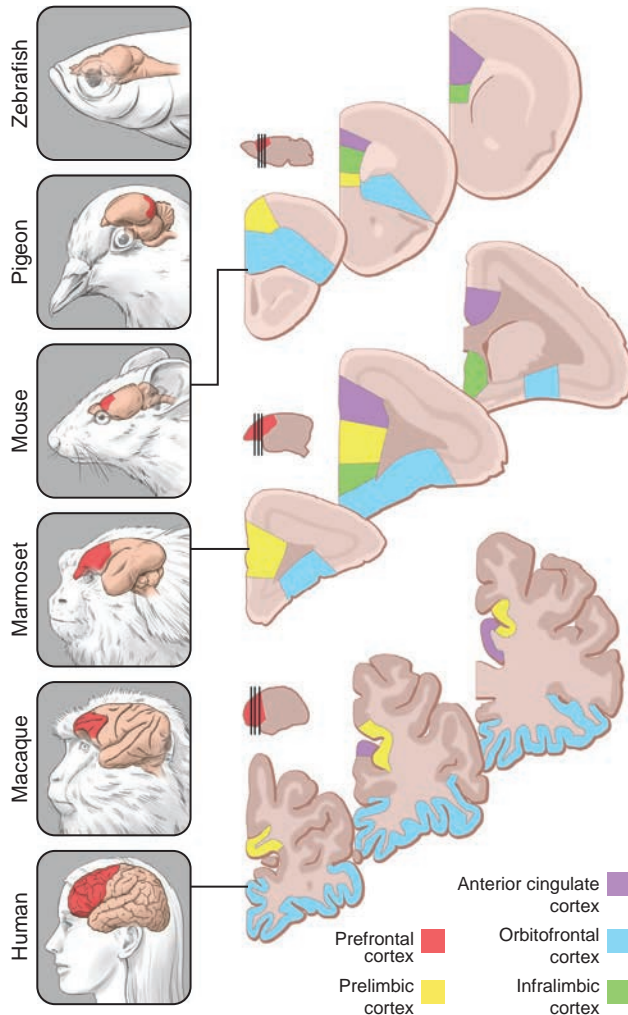 Zebrafish
Pigeon
Mouse
Marmoset
Macaque
Human
Anterior cingulate
cortex
Prefrontal
cortex
Orbitofrontal
cortex
Prelimbic
cortex
Infralimbic
cortex